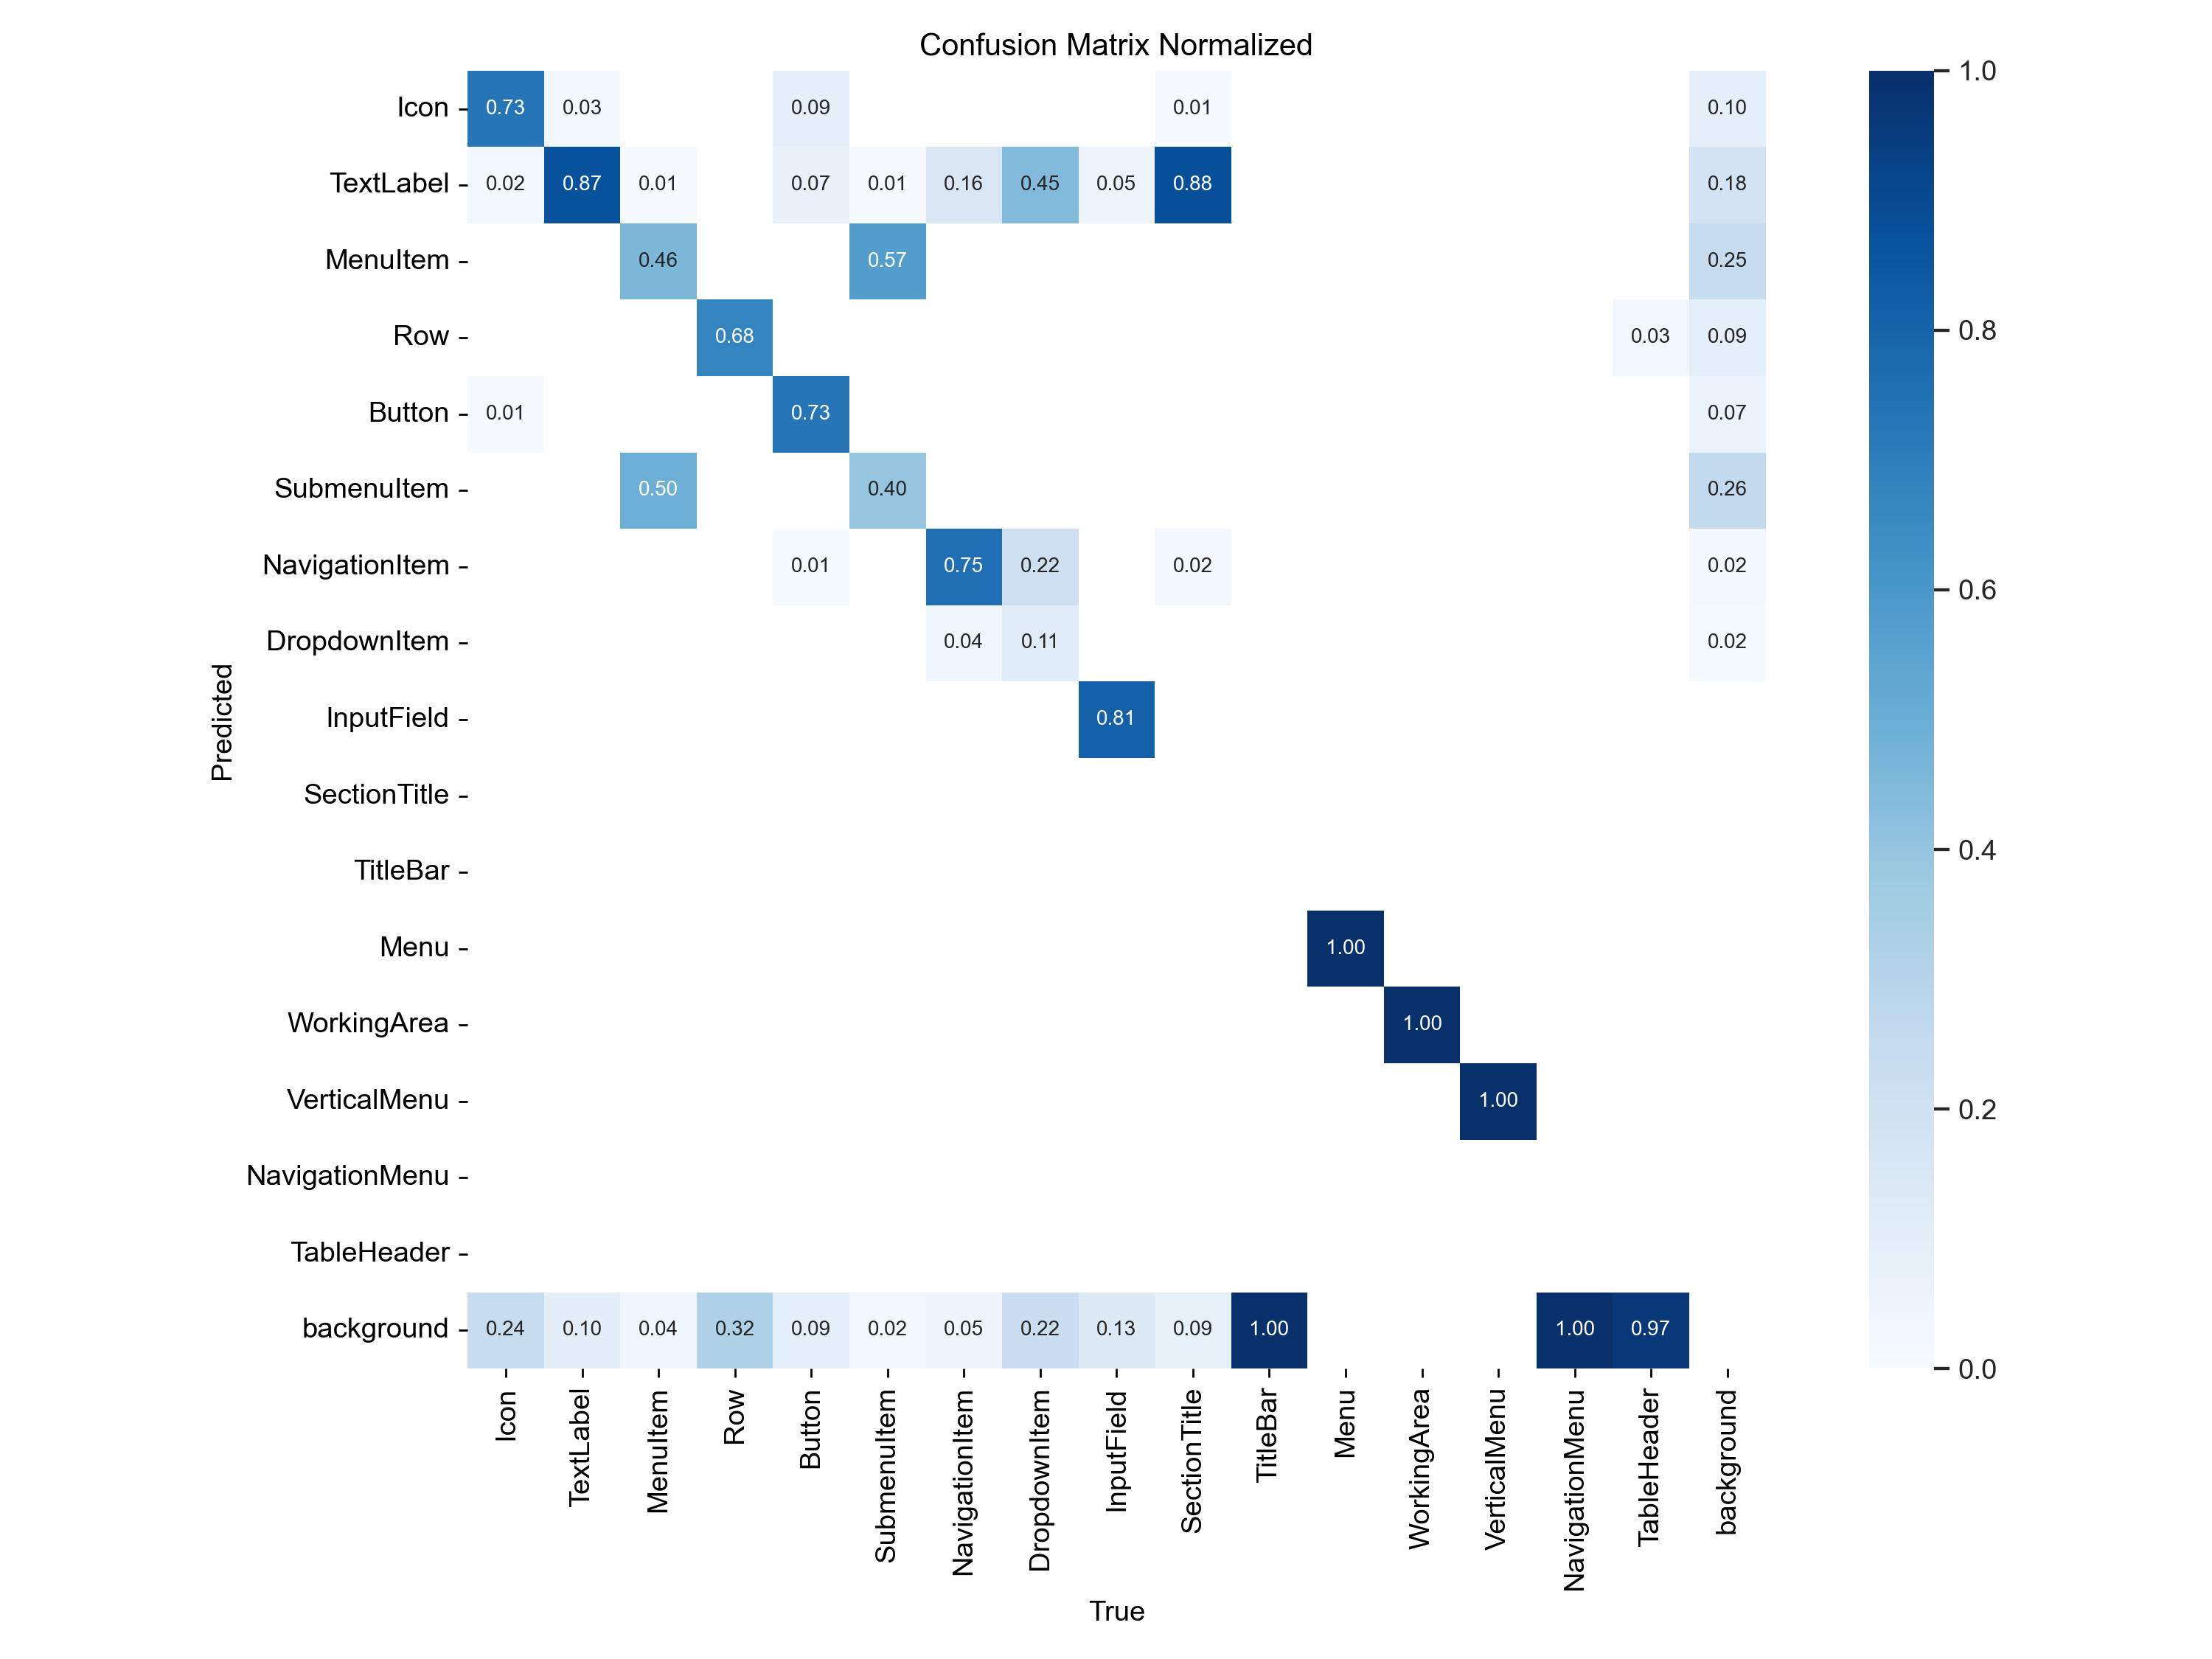 Confusion Matrix Normalized
Icon 0.73 0.03 0.09 0.01 0.10 1.0
TextLabel 0.02 0.87 0.01 0.07 0.01 0.16 0.45 0.05 0.88 0.18
MenuItem 0.46 0.57 0.25
Row 0.68 0.03 0.09 0.8
Button 0.01 0.73 0.07
SubmenuItem 0.50 0.40 0.26
NavigationItem 0.01 0.75 0.22 0.02 0.02 0.6
DropdownItem 0.04 0.11 0.02
InputField 0.81
SectionTitle
TitleBar 0.4
Menu 1.00
WorkingArea 1.00
VerticalMenu 1.00 0.2
NavigationMenu
TableHeader
background 0.24 0.10 0.04 0.32 0.09 0.02 0.05 0.22 0.13 0.09 1.00 1.00 0.97 0.0
Predicted
Icon TextLabel MenuItem Row Button SubmenuItem NavigationItem DropdownItem InputField SectionTitle TitleBar Menu WorkingArea VerticalMenu NavigationMenu TableHeader background
True